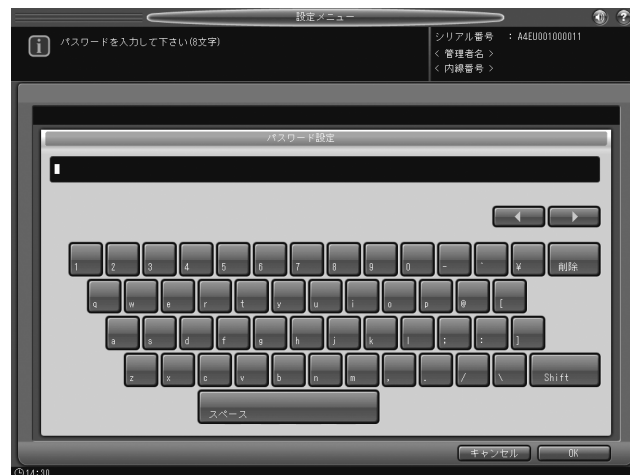 設定メニュー
パスワードを入力して下さい(8文字)
シリアル番号 : A4EU001000011
< 管理者名 >
< 内線番号 >
パスワード設定
1 2 3 4 5 6 7 8 9 0 - ^ ¥ 削除
q w e r t y u i o p @ [
a s d f g h j k l ; : ]
z x c v b n m , . / \ Shift
スペース
キャンセル OK
14:30